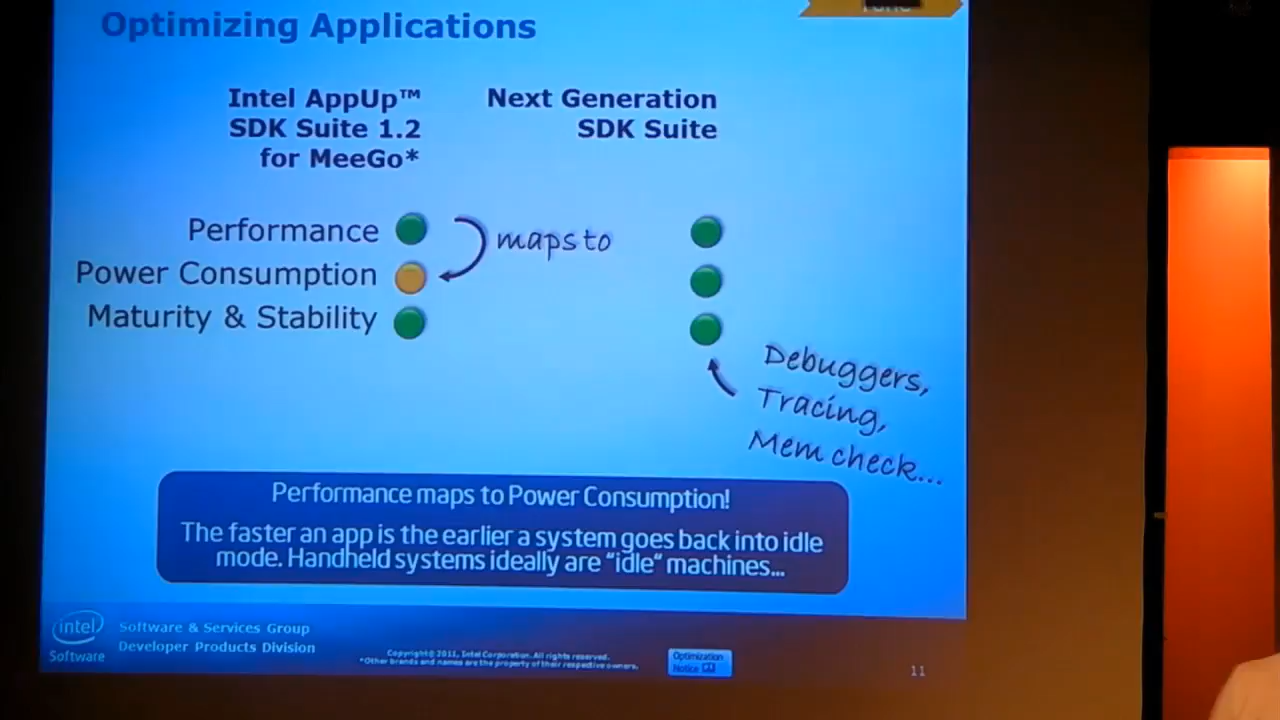 Optimizing Applications
Intel AppUp™
SDK Suite 1.2
for MeeGo*
Next Generation
SDK Suite
Performance
Power Consumption
Maturity & Stability
maps to
Debuggers,
Tracing,
Mem check...
Performance maps to Power Consumption!
The faster an app is the earlier a system goes back into idle
mode. Handheld systems ideally are “idle“ machines...
intel
Software
Software & Services Group
Developer Products Division
Copyright© 2011, Intel Corporation. All rights reserved.
*Other brands and names are the property of their respective owners.
Optimization
Notice
11